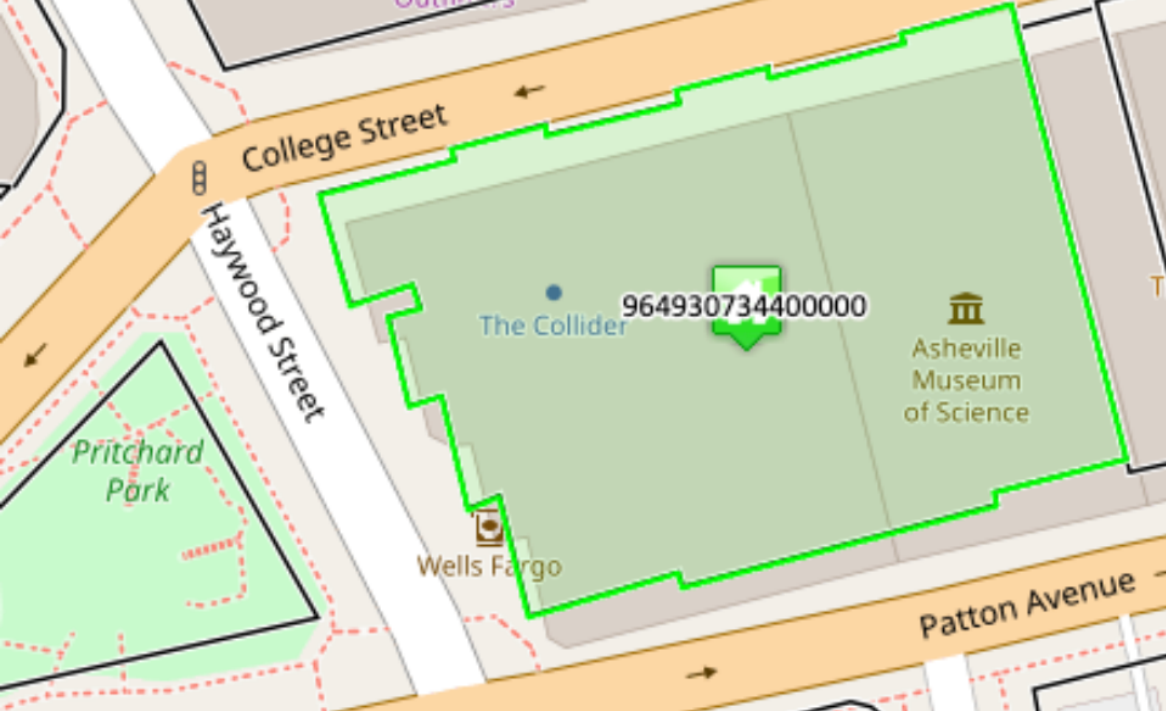 College Street
Haywood Street
The Collider
964930734400000
Asheville
Museum
of Science
Pritchard
Park
Wells Fargo
Patton Avenue